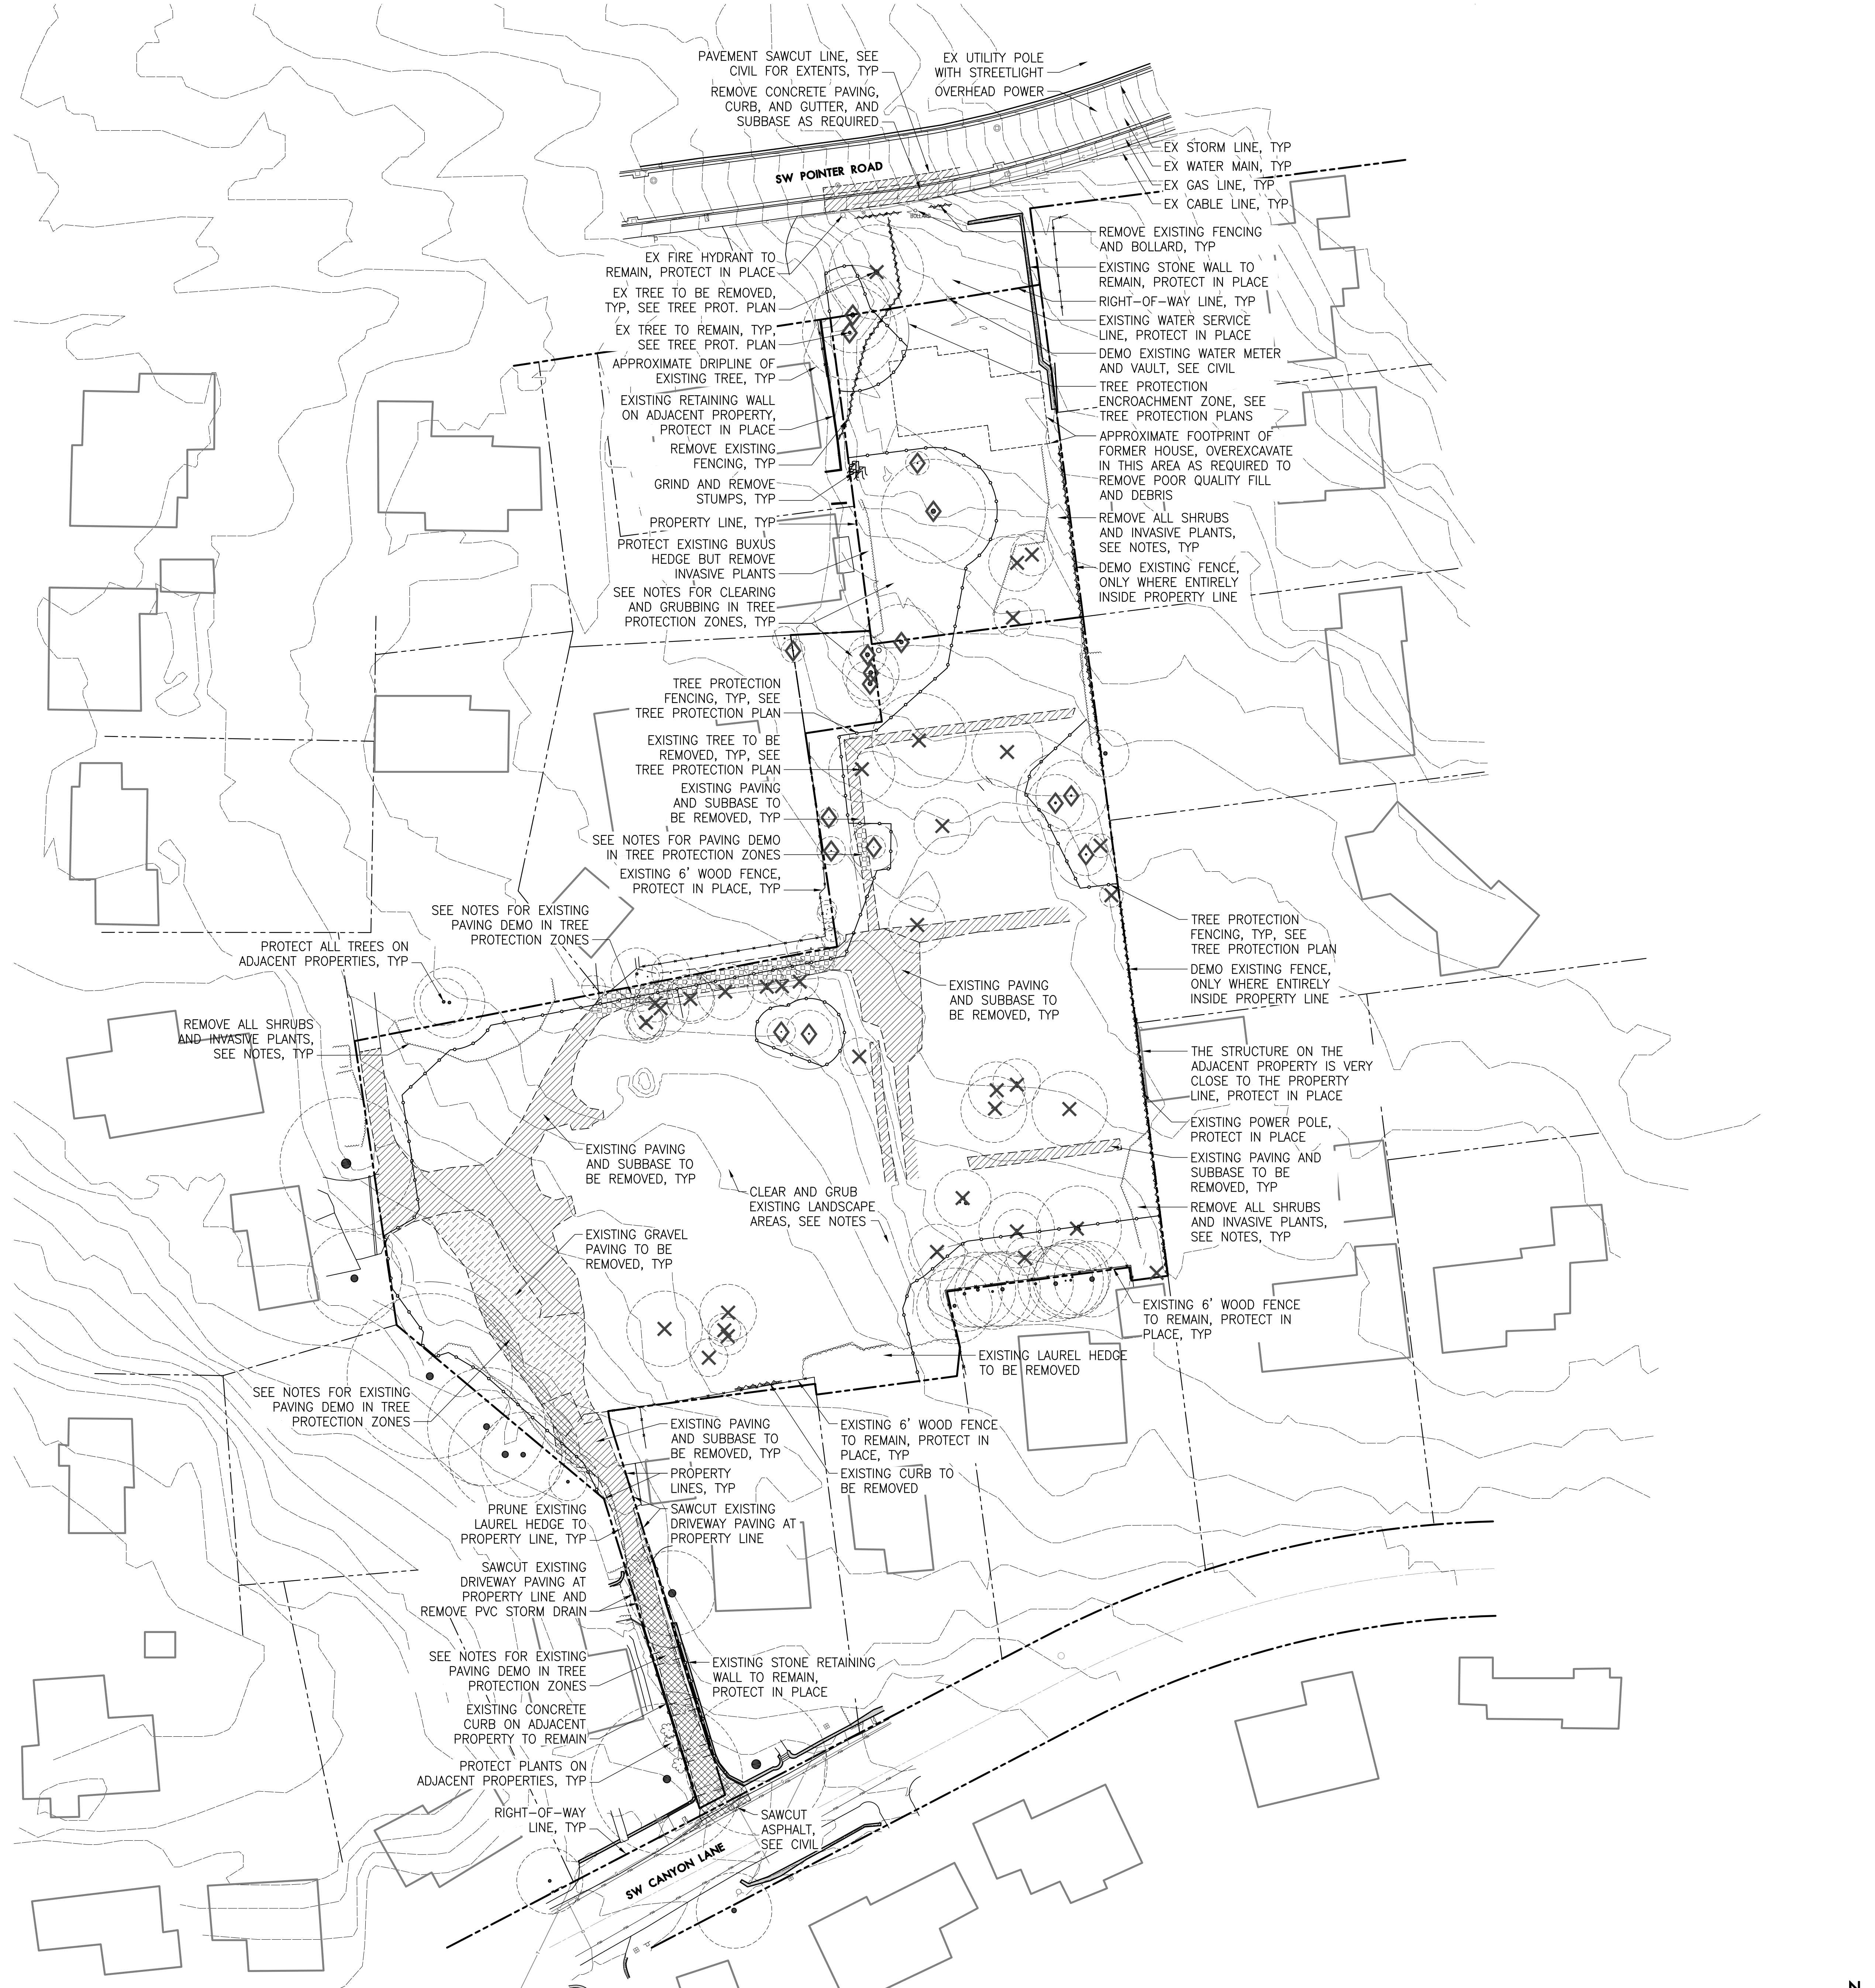 PAVEMENT SAWCUT LINE, SEE
CIVIL FOR EXTENTS, TYP
REMOVE CONCRETE PAVING,
CURB, AND GUTTER, AND
SUBBASE AS REQUIRED
EX UTILITY POLE
WITH STREETLIGHT
OVERHEAD POWER
SW POINTER ROAD
EX STORM LINE, TYP
EX WATER MAIN, TYP
EX GAS LINE, TYP
EX CABLE LINE, TYP
BOLLARD
REMOVE EXISTING FENCING
AND BOLLARD, TYP
EXISTING STONE WALL TO
REMAIN, PROTECT IN PLACE
RIGHT-OF-WAY LINE, TYP
EXISTING WATER SERVICE
LINE, PROTECT IN PLACE
DEMO EXISTING WATER METER
AND VAULT, SEE CIVIL
TREE PROTECTION
ENCROACHMENT ZONE, SEE
TREE PROTECTION PLANS
APPROXIMATE FOOTPRINT OF
FORMER HOUSE, OVEREXCAVATE
IN THIS AREA AS REQUIRED TO
REMOVE POOR QUALITY FILL
AND DEBRIS
REMOVE ALL SHRUBS
AND INVASIVE PLANTS,
SEE NOTES, TYP
DEMO EXISTING FENCE,
ONLY WHERE ENTIRELY
INSIDE PROPERTY LINE
EX FIRE HYDRANT TO
REMAIN, PROTECT IN PLACE
EX TREE TO BE REMOVED,
TYP, SEE TREE PROT. PLAN
EX TREE TO REMAIN, TYP,
SEE TREE PROT. PLAN
APPROXIMATE DRIPLINE OF
EXISTING TREE, TYP
EXISTING RETAINING WALL
ON ADJACENT PROPERTY,
PROTECT IN PLACE
REMOVE EXISTING
FENCING, TYP
GRIND AND REMOVE
STUMPS, TYP
PROPERTY LINE, TYP
PROTECT EXISTING BUXUS
HEDGE BUT REMOVE
INVASIVE PLANTS
SEE NOTES FOR CLEARING
AND GRUBBING IN TREE
PROTECTION ZONES, TYP
TREE PROTECTION
FENCING, TYP, SEE
TREE PROTECTION PLAN
EXISTING TREE TO BE
REMOVED, TYP, SEE
TREE PROTECTION PLAN
EXISTING PAVING
AND SUBBASE TO
BE REMOVED, TYP
SEE NOTES FOR PAVING DEMO
IN TREE PROTECTION ZONES
EXISTING 6' WOOD FENCE,
PROTECT IN PLACE, TYP
SEE NOTES FOR EXISTING
PAVING DEMO IN TREE
PROTECTION ZONES
PROTECT ALL TREES ON
ADJACENT PROPERTIES, TYP
REMOVE ALL SHRUBS
AND INVASIVE PLANTS,
SEE NOTES, TYP
EXISTING PAVING
AND SUBBASE TO
BE REMOVED, TYP
TREE PROTECTION
FENCING, TYP, SEE
TREE PROTECTION PLAN
DEMO EXISTING FENCE,
ONLY WHERE ENTIRELY
INSIDE PROPERTY LINE
THE STRUCTURE ON THE
ADJACENT PROPERTY IS VERY
CLOSE TO THE PROPERTY
LINE, PROTECT IN PLACE
EXISTING POWER POLE,
PROTECT IN PLACE
EXISTING PAVING AND
SUBBASE TO BE
REMOVED, TYP
REMOVE ALL SHRUBS
AND INVASIVE PLANTS,
SEE NOTES, TYP
EXISTING PAVING
AND SUBBASE TO
BE REMOVED, TYP
CLEAR AND GRUB
EXISTING LANDSCAPE
AREAS, SEE NOTES
EXISTING GRAVEL
PAVING TO BE
REMOVED, TYP
EXISTING 6' WOOD FENCE
TO REMAIN, PROTECT IN
PLACE, TYP
EXISTING LAUREL HEDGE
TO BE REMOVED
SEE NOTES FOR EXISTING
PAVING DEMO IN TREE
PROTECTION ZONES
EXISTING PAVING
AND SUBBASE TO
BE REMOVED, TYP
PROPERTY
LINES, TYP
SAWCUT EXISTING
DRIVEWAY PAVING AT
PROPERTY LINE
EXISTING 6' WOOD FENCE
TO REMAIN, PROTECT IN
PLACE, TYP
EXISTING CURB TO
BE REMOVED
PRUNE EXISTING
LAUREL HEDGE TO
PROPERTY LINE, TYP
SAWCUT EXISTING
DRIVEWAY PAVING AT
PROPERTY LINE AND
REMOVE PVC STORM DRAIN
SEE NOTES FOR EXISTING
PAVING DEMO IN TREE
PROTECTION ZONES
EXISTING CONCRETE
CURB ON ADJACENT
PROPERTY TO REMAIN
PROTECT PLANTS ON
ADJACENT PROPERTIES, TYP
RIGHT-OF-WAY
LINE, TYP
EXISTING STONE RETAINING
WALL TO REMAIN,
PROTECT IN PLACE
SAWCUT
ASPHALT,
SEE CIVIL
SW CANYON LANE